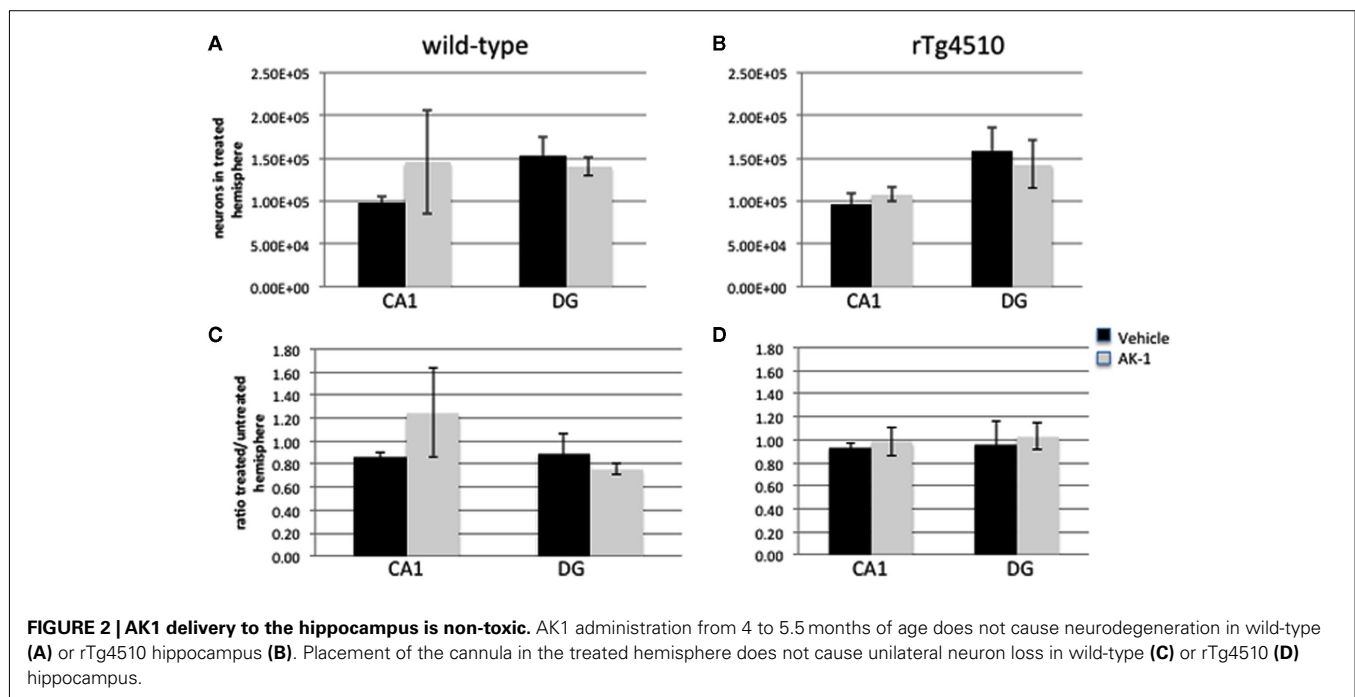 A wild-type
B rTg4510
neurons in treated
hemisphere
2.50E+05
2.00E+05
1.50E+05
1.00E+05
5.00E+04
0.00E+00
CA1 DG
2.50E+05
2.00E+05
1.50E+05
1.00E+05
5.00E+04
0.00E+00
CA1 DG
C
ratio treated/untreated
hemisphere
1.80
1.60
1.40
1.20
1.00
0.80
0.60
0.40
0.20
0.00
CA1 DG
D
1.80
1.60
1.40
1.20
1.00
0.80
0.60
0.40
0.20
0.00
CA1 DG
Vehicle
AK-1
FIGURE 2 | AK1 delivery to the hippocampus is non-toxic. AK1 administration from 4 to 5.5 months of age does not cause neurodegeneration in wild-type
(A) or rTg4510 hippocampus (B). Placement of the cannula in the treated hemisphere does not cause unilateral neuron loss in wild-type (C) or rTg4510 (D)
hippocampus.